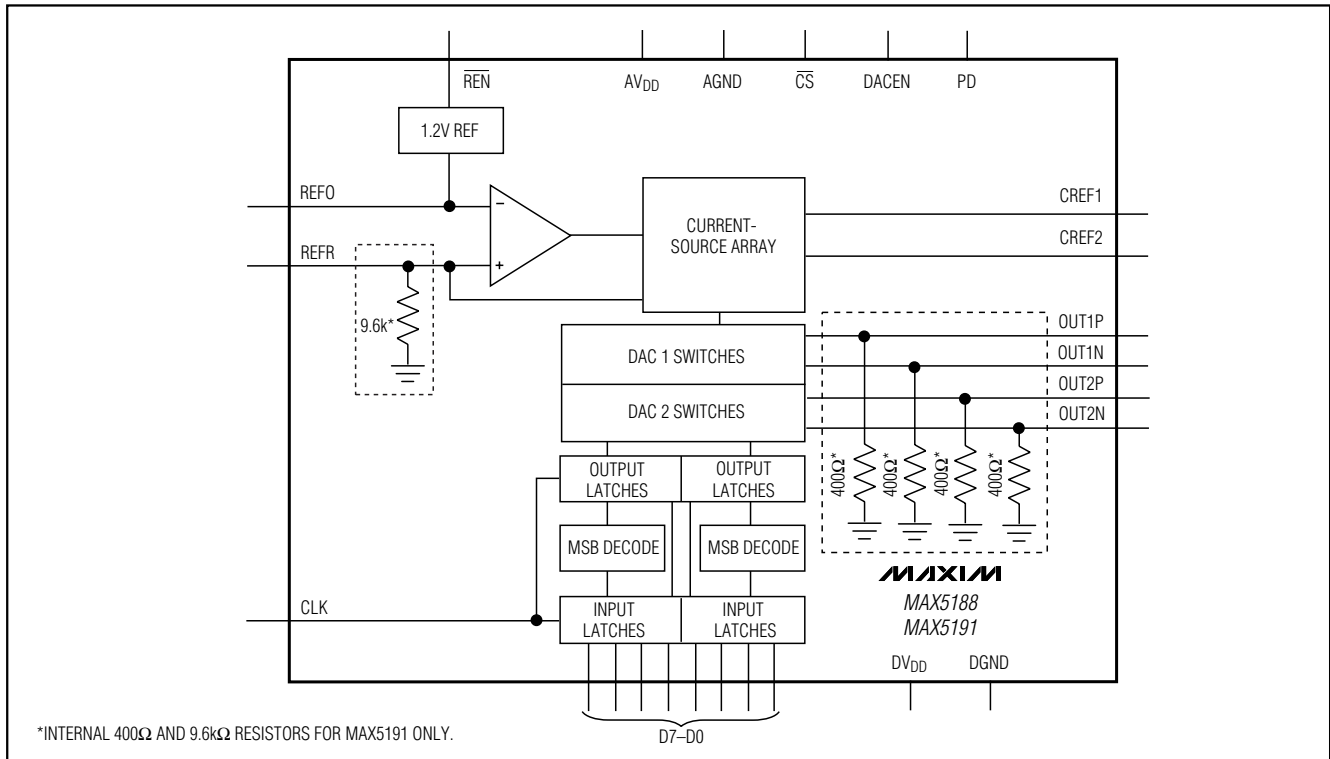 REN
AVDD
AGND
CS
DACEN
PD
1.2V REF
REFO
REFR
9.6k*
CURRENT-
SOURCE ARRAY
CREF1
CREF2
DAC 1 SWITCHES
DAC 2 SWITCHES
OUT1P
OUT1N
OUT2P
OUT2N
400Ω*
400Ω*
400Ω*
400Ω*
OUTPUT
LATCHES
OUTPUT
LATCHES
MSB DECODE
MSB DECODE
CLK
INPUT
LATCHES
INPUT
LATCHES
MAXIM
MAX5188
MAX5191
DVDD
DGND
D7–D0
*INTERNAL 400Ω AND 9.6kΩ RESISTORS FOR MAX5191 ONLY.